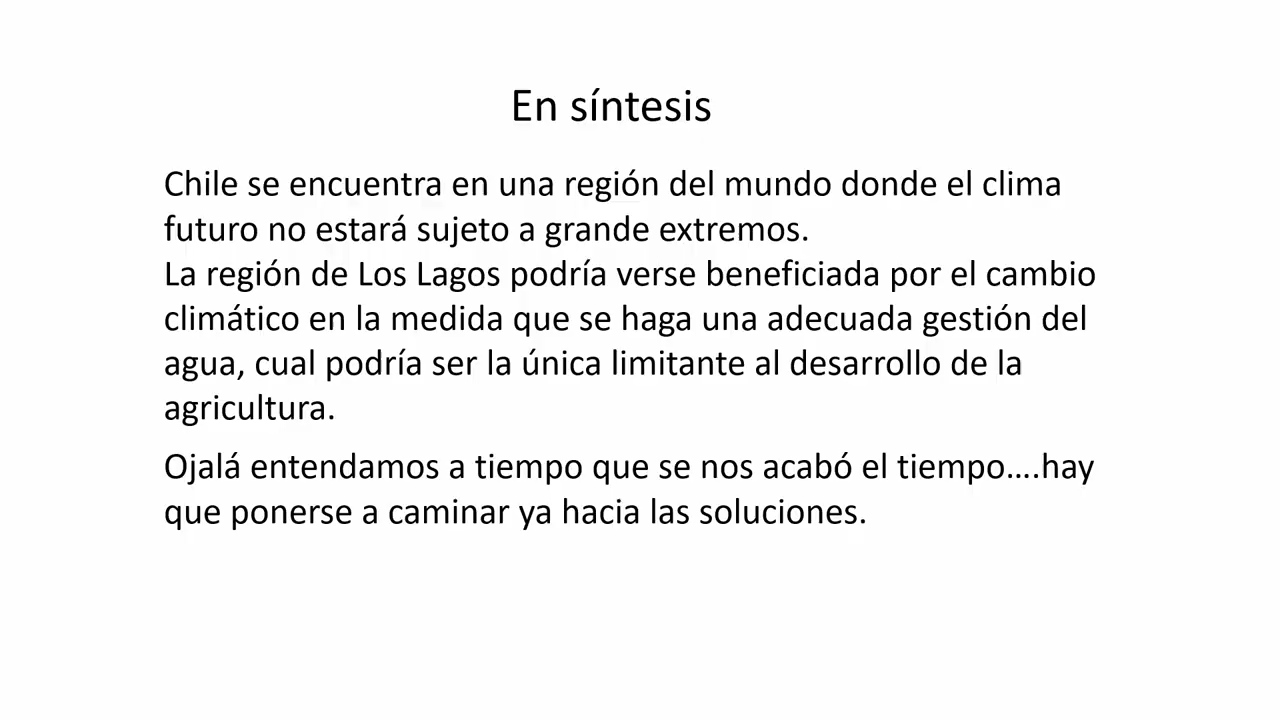 En síntesis
Chile se encuentra en una región del mundo donde el clima
futuro no estará sujeto a grande extremos.
La región de Los Lagos podría verse beneficiada por el cambio
climático en la medida que se haga una adecuada gestión del
agua, cual podría ser la única limitante al desarrollo de la
agricultura.
Ojalá entendamos a tiempo que se nos acabó el tiempo….hay
que ponerse a caminar ya hacia las soluciones.